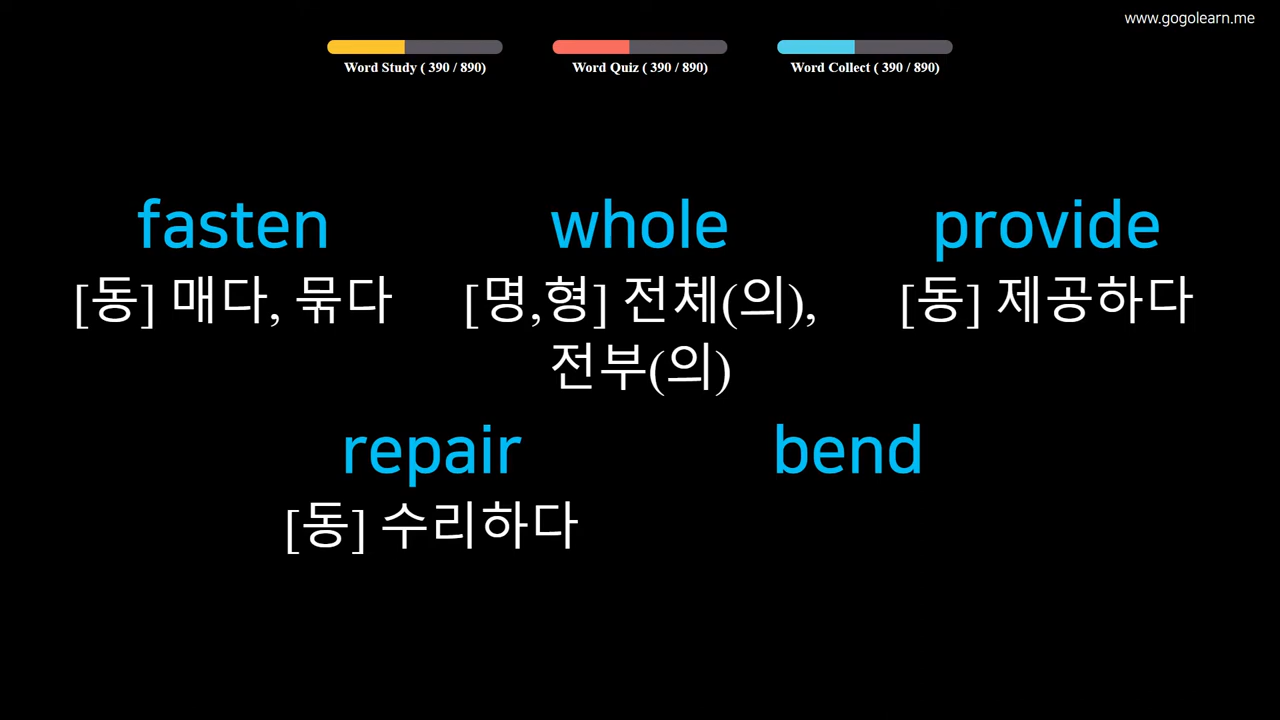 www.gogolearn.me
Word Study ( 390 / 890)
Word Quiz ( 390 / 890)
Word Collect ( 390 / 890)
fasten
[동] 매다, 묶다
whole
[명,형] 전체(의),
전부(의)
provide
[동] 제공하다
repair
[동] 수리하다
bend